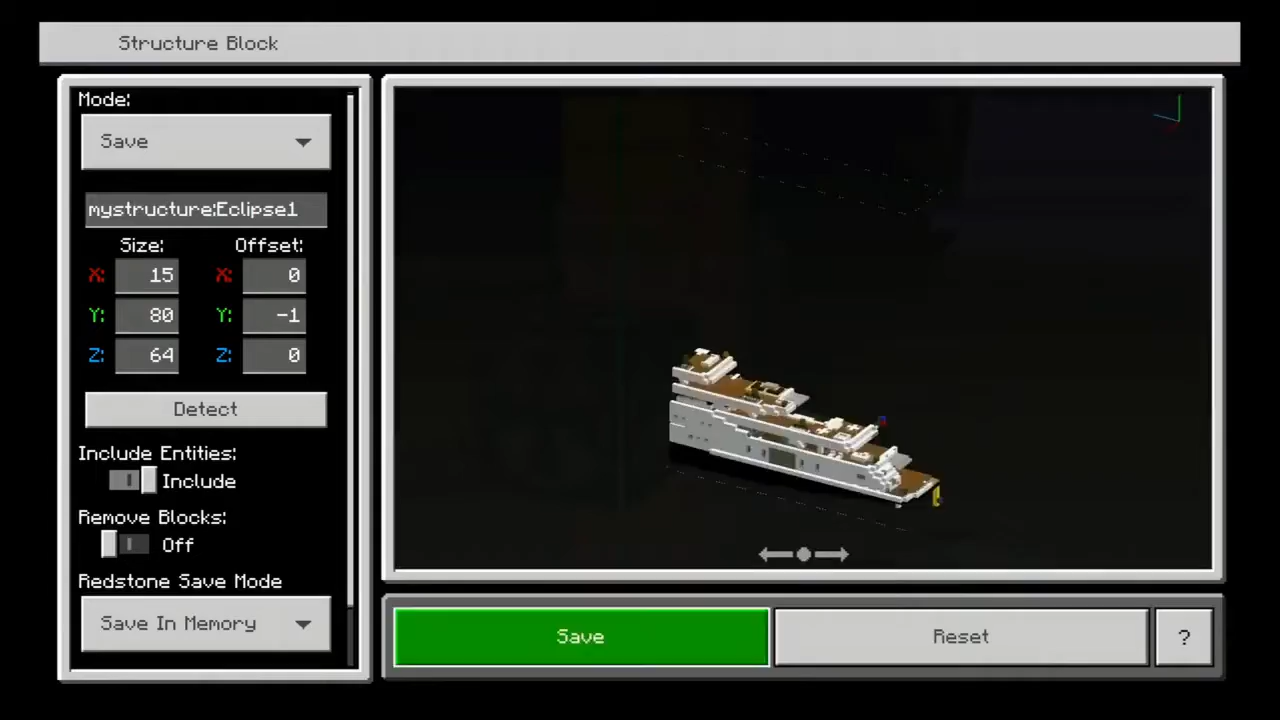 Structure Block
Mode:
Save
mystructure:Eclipse1
Size: Offset:
X: 15 X: 0
Y: 80 Y: -1
Z: 64 Z: 0
Detect
Include Entities:
Include
Remove Blocks:
Off
Redstone Save Mode
Save In Memory
Save Reset ?